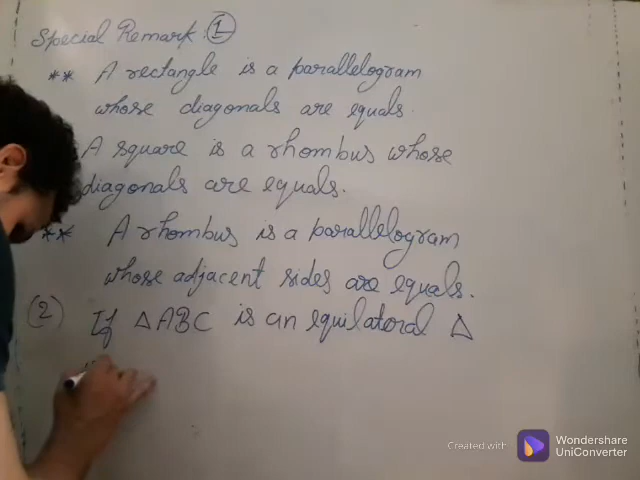 Special Remark: 1
** A rectangle is a parallelogram
whose diagonals are equals.
A square is a rhombus whose
diagonals are equals.
** A rhombus is a parallelogram
whose adjacent sides are equals.
(2) If △ABC is an equilatoral △
Created with Wondershare
UniConverter